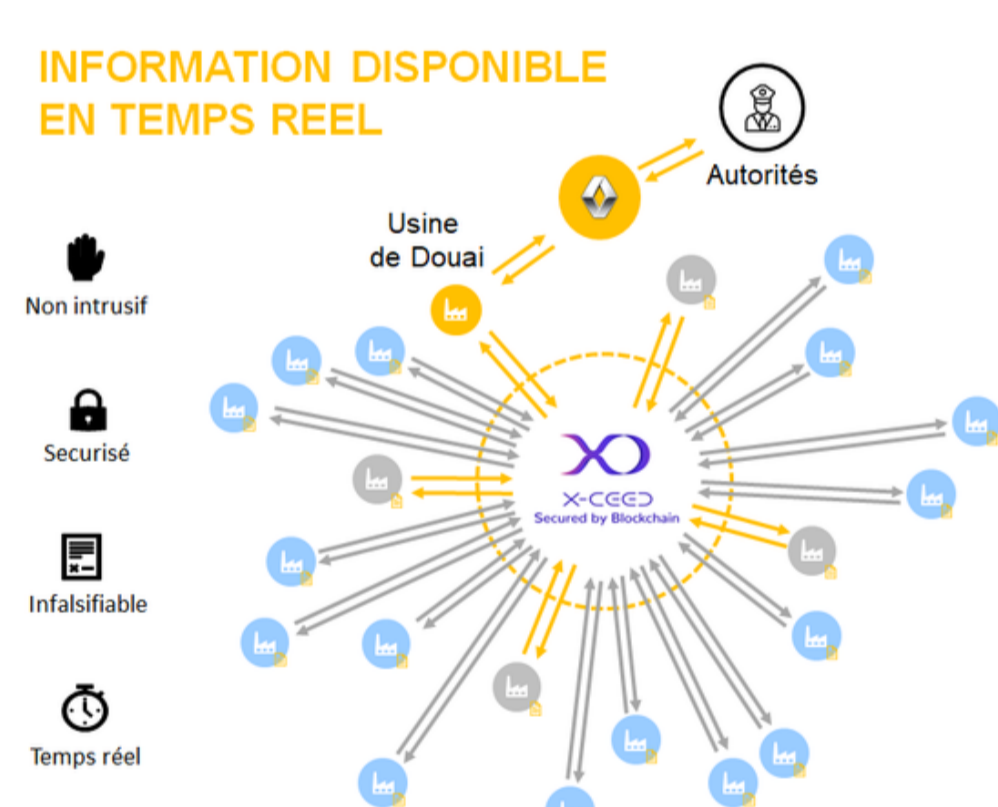 INFORMATION DISPONIBLE
EN TEMPS REEL
Autorités
Usine
de Douai
Non intrusif
Securisé
X-CEED
Secured by Blockchain
Infalsifiable
Temps réel